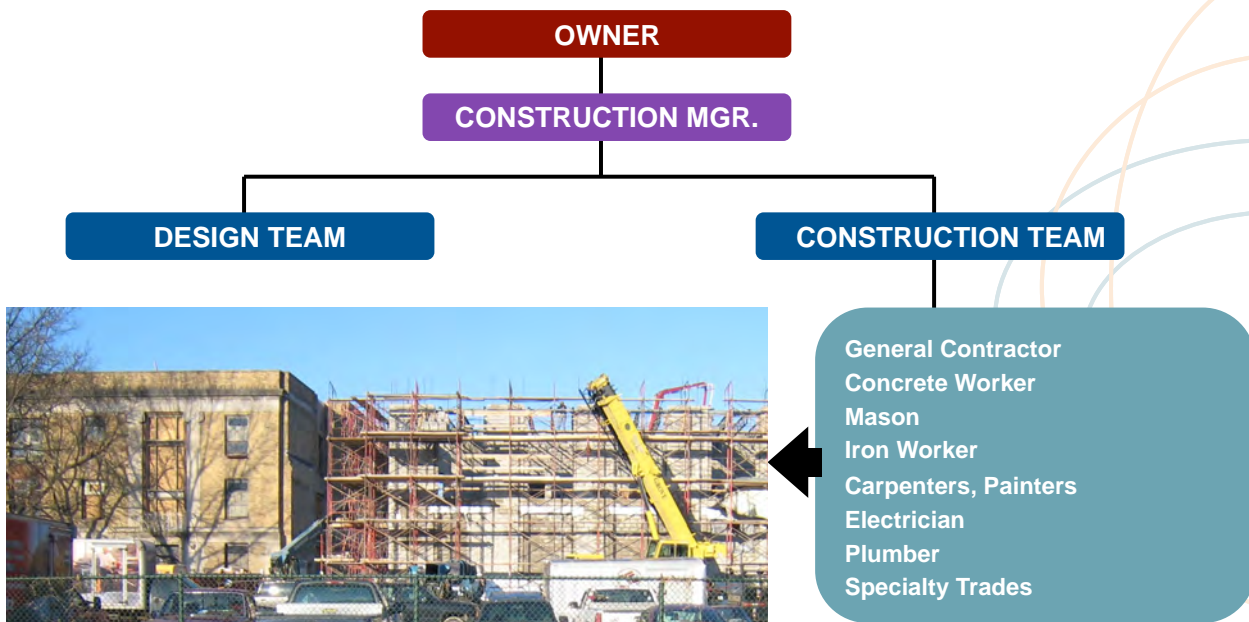 OWNER
CONSTRUCTION MGR.
DESIGN TEAM
CONSTRUCTION TEAM
General Contractor
Concrete Worker
Mason
Iron Worker
Carpenters, Painters
Electrician
Plumber
Specialty Trades